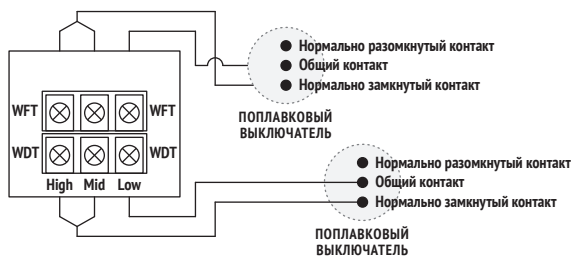 Нормально разомкнутый контакт
Общий контакт
Нормально замкнутый контакт
WFT WFT
ПОПЛАВКОВЫЙ
ВЫКЛЮЧАТЕЛЬ
WDT WDT
High Mid Low
Нормально разомкнутый контакт
Общий контакт
Нормально замкнутый контакт
ПОПЛАВКОВЫЙ
ВЫКЛЮЧАТЕЛЬ